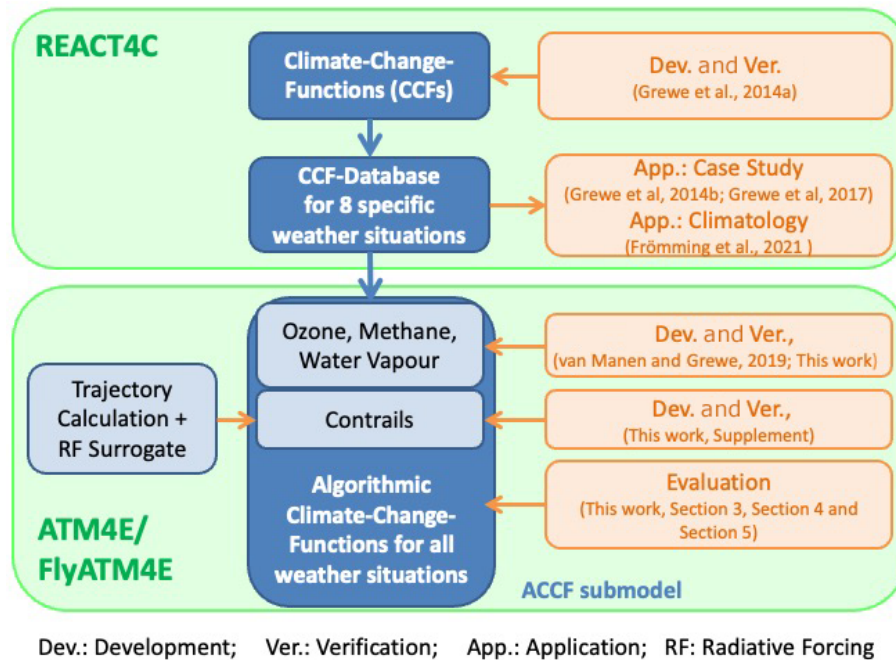 REACT4C
Climate-Change-
Functions (CCFs)
Dev. and Ver.
(Grewe et al., 2014a)
CCF-Database
for 8 specific
weather situations
App.: Case Study
(Grewe et al, 2014b; Grewe et al, 2017)
App.: Climatology
(Frömming et al., 2021 )
Ozone, Methane,
Water Vapour
Dev. and Ver.,
(van Manen and Grewe, 2019; This work)
Trajectory
Calculation +
RF Surrogate
Contrails
Dev. and Ver.,
(This work, Supplement)
Algorithmic
Climate-Change-
Functions for all
weather situations
Evaluation
(This work, Section 3, Section 4 and
Section 5)
ATM4E/
FlyATM4E
ACCF submodel
Dev.: Development; Ver.: Verification; App.: Application; RF: Radiative Forcing